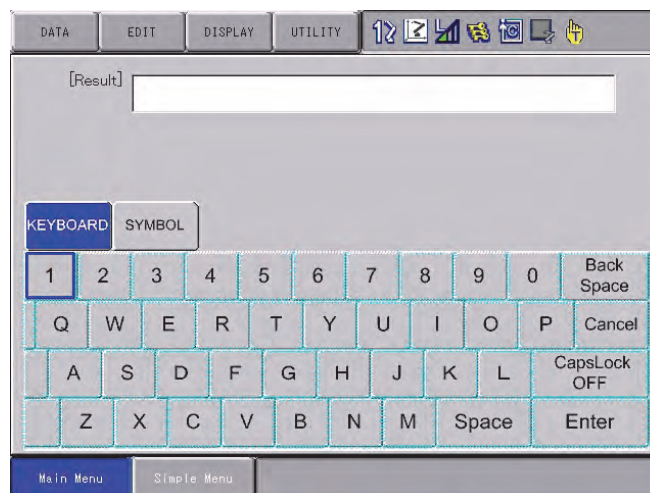 DATA EDIT DISPLAY UTILITY
[Result]
KEYBOARD SYMBOL
1 2 3 4 5 6 7 8 9 0 Back Space
Q W E R T Y U I O P Cancel
A S D F G H J K L CapsLock OFF
Z X C V B N M Space Enter
Main Menu Simple Menu